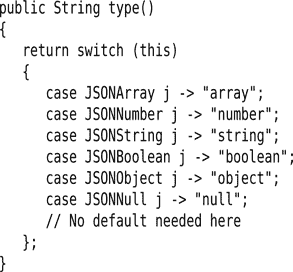 public String type()
{
   return switch (this)
   {
      case JSONArray j -> "array";
      case JSONNumber j -> "number";
      case JSONString j -> "string";
      case JSONBoolean j -> "boolean";
      case JSONObject j -> "object";
      case JSONNull j -> "null";
      // No default needed here
   };
}